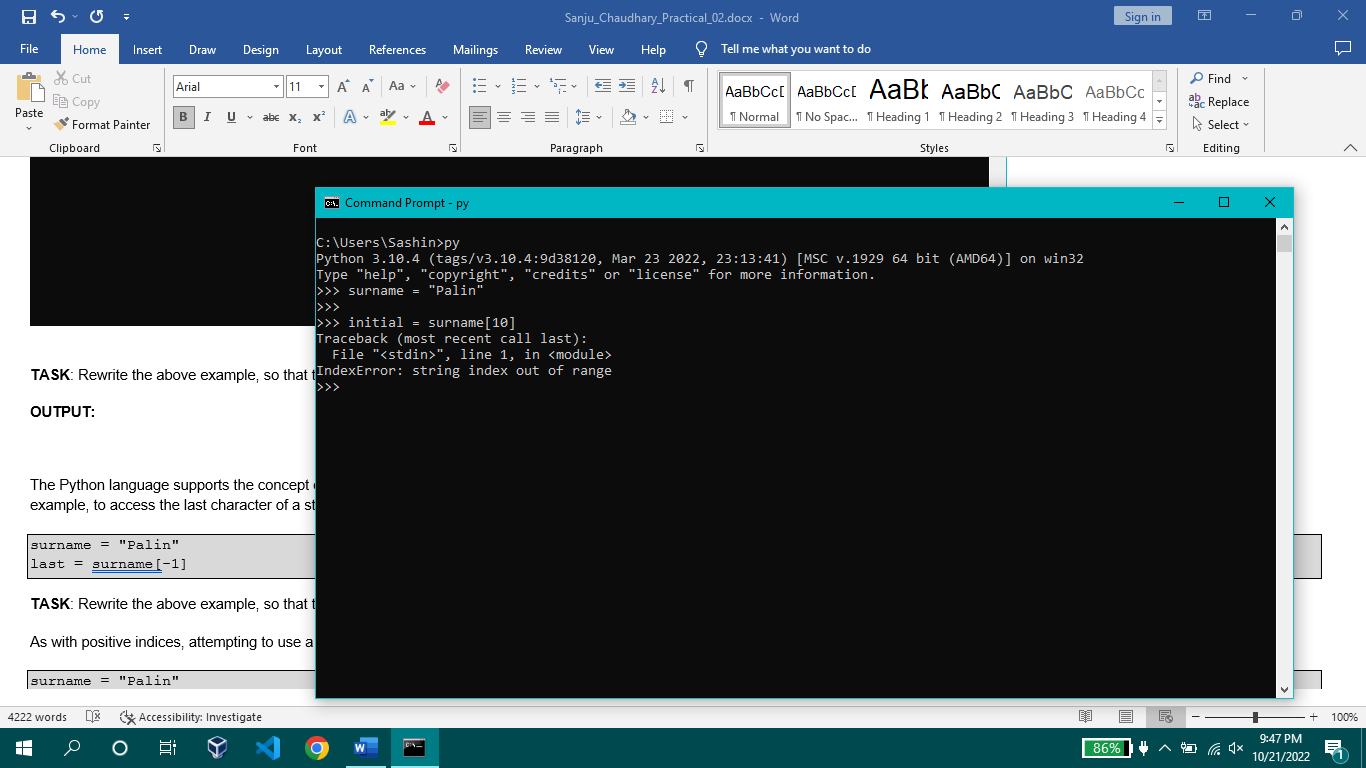 Sanju_Chaudhary_Practical_02.docx - Word
Sign in
File Home Insert Draw Design Layout References Mailings Review View Help Tell me what you want to do
Paste
Cut
Copy
Format Painter
Clipboard
Arial 11
Font
Paragraph
AaBbCcD AaBbCcD AaBb AaBbC AaBbC AaBbCc
¶ Normal ¶ No Spac... ¶ Heading 1 ¶ Heading 2 ¶ Heading 3 ¶ Heading 4
Styles
Find
Replace
Select
Editing
Command Prompt - py
C:\Users\Sashin>py
Python 3.10.4 (tags/v3.10.4:9d38120, Mar 23 2022, 23:13:41) [MSC v.1929 64 bit (AMD64)] on win32
Type "help", "copyright", "credits" or "license" for more information.
>>> surname = "Palin"
>>>
>>> initial = surname[10]
Traceback (most recent call last):
  File "<stdin>", line 1, in <module>
IndexError: string index out of range
>>>
TASK: Rewrite the above example, so that
OUTPUT:
The Python language supports the concept
example, to access the last character of a
surname = "Palin"
last = surname[-1]
TASK: Rewrite the above example, so that
As with positive indices, attempting to use a
surname = "Palin"
4222 words Accessibility: Investigate 100%
86%
9:47 PM
10/21/2022
1